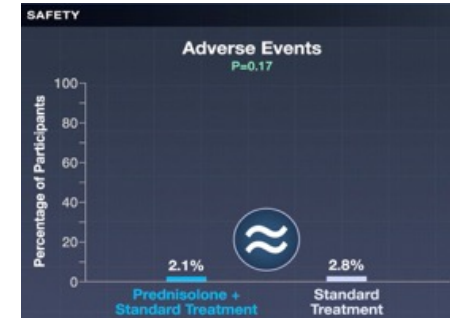 SAFETY
Adverse Events
P=0.17
Percentage of Participants
100
80
60
40
20
0
2.1%
2.8%
Prednisolone +
Standard Treatment
Standard
Treatment